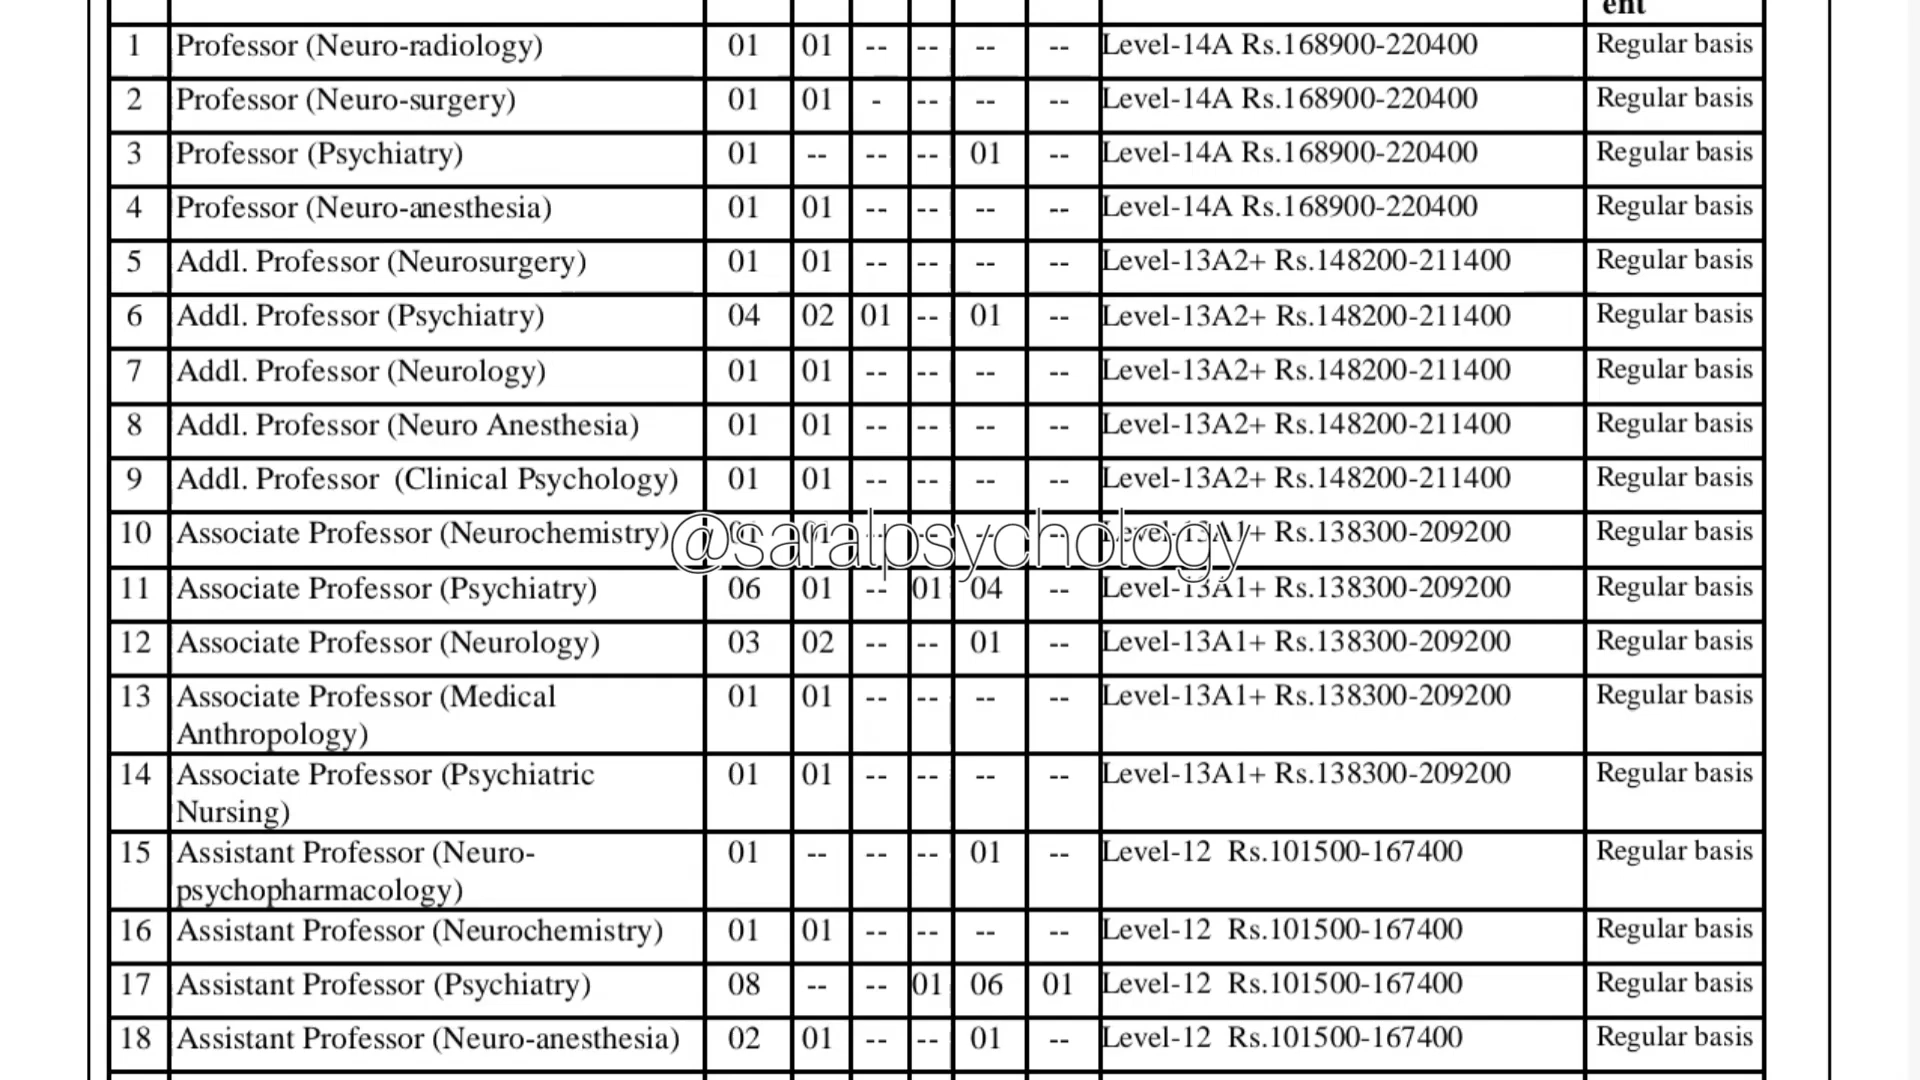 ent
1 Professor (Neuro-radiology) 01 01 -- -- -- -- Level-14A Rs.168900-220400 Regular basis
2 Professor (Neuro-surgery) 01 01 - -- -- -- Level-14A Rs.168900-220400 Regular basis
3 Professor (Psychiatry) 01 -- -- -- 01 -- Level-14A Rs.168900-220400 Regular basis
4 Professor (Neuro-anesthesia) 01 01 -- -- -- -- Level-14A Rs.168900-220400 Regular basis
5 Addl. Professor (Neurosurgery) 01 01 -- -- -- -- Level-13A2+ Rs.148200-211400 Regular basis
6 Addl. Professor (Psychiatry) 04 02 01 -- 01 -- Level-13A2+ Rs.148200-211400 Regular basis
7 Addl. Professor (Neurology) 01 01 -- -- -- -- Level-13A2+ Rs.148200-211400 Regular basis
8 Addl. Professor (Neuro Anesthesia) 01 01 -- -- -- -- Level-13A2+ Rs.148200-211400 Regular basis
9 Addl. Professor (Clinical Psychology) 01 01 -- -- -- -- Level-13A2+ Rs.148200-211400 Regular basis
10 Associate Professor (Neurochemistry) 01 01 -- -- -- -- Level-13A1+ Rs.138300-209200 Regular basis
@saralpsychology
11 Associate Professor (Psychiatry) 06 01 -- 01 04 -- Level-13A1+ Rs.138300-209200 Regular basis
12 Associate Professor (Neurology) 03 02 -- -- 01 -- Level-13A1+ Rs.138300-209200 Regular basis
13 Associate Professor (Medical 01 01 -- -- -- -- Level-13A1+ Rs.138300-209200 Regular basis
Anthropology)
14 Associate Professor (Psychiatric 01 01 -- -- -- -- Level-13A1+ Rs.138300-209200 Regular basis
Nursing)
15 Assistant Professor (Neuro- 01 -- -- -- 01 -- Level-12 Rs.101500-167400 Regular basis
psychopharmacology)
16 Assistant Professor (Neurochemistry) 01 01 -- -- -- -- Level-12 Rs.101500-167400 Regular basis
17 Assistant Professor (Psychiatry) 08 -- -- 01 06 01 Level-12 Rs.101500-167400 Regular basis
18 Assistant Professor (Neuro-anesthesia) 02 01 -- -- 01 -- Level-12 Rs.101500-167400 Regular basis